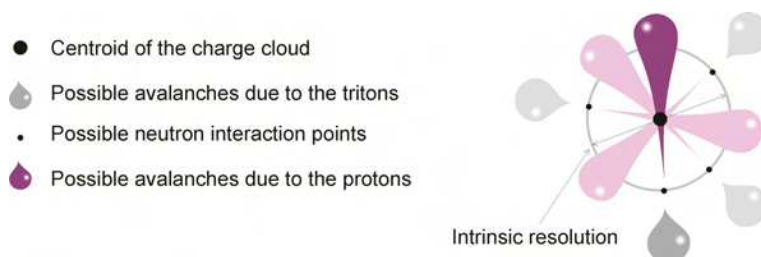 Centroid of the charge cloud
Possible avalanches due to the tritons
Possible neutron interaction points
Possible avalanches due to the protons
Intrinsic resolution